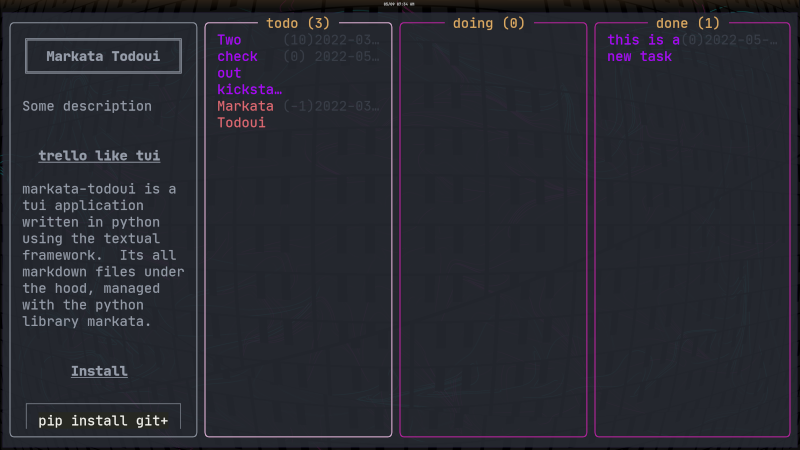 Markata Todoui
Some description
trello like tui
markata-todoui is a
tui application
written in python
using the textual
framework.  Its all
markdown files under
the hood, managed
with the python
library markata.
Install
pip install git+
todo (3)
Two (10)2022-03…
check (0) 2022-05…
out
kicksta…
Markata (-1)2022-03…
Todoui
doing (0)
done (1)
this is a(0)2022-05-…
new task